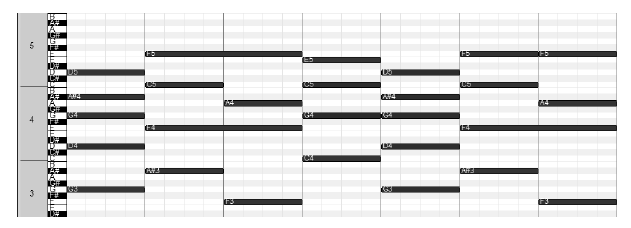 B
A#
A
G#
G
F#
5
F F5 F5 F5
E E5
D#
D D5 D5
C#
C C5 C5 C5
B
A# A#4 A#4
A A4 A4
G#
G G4 G4 G4
4
F#
F F4 F4
E
D#
D D4 D4
C#
C C4
B
A# A#3 A#3
A
G#
G G3 G3
3
F#
F F3 F3
E
D#